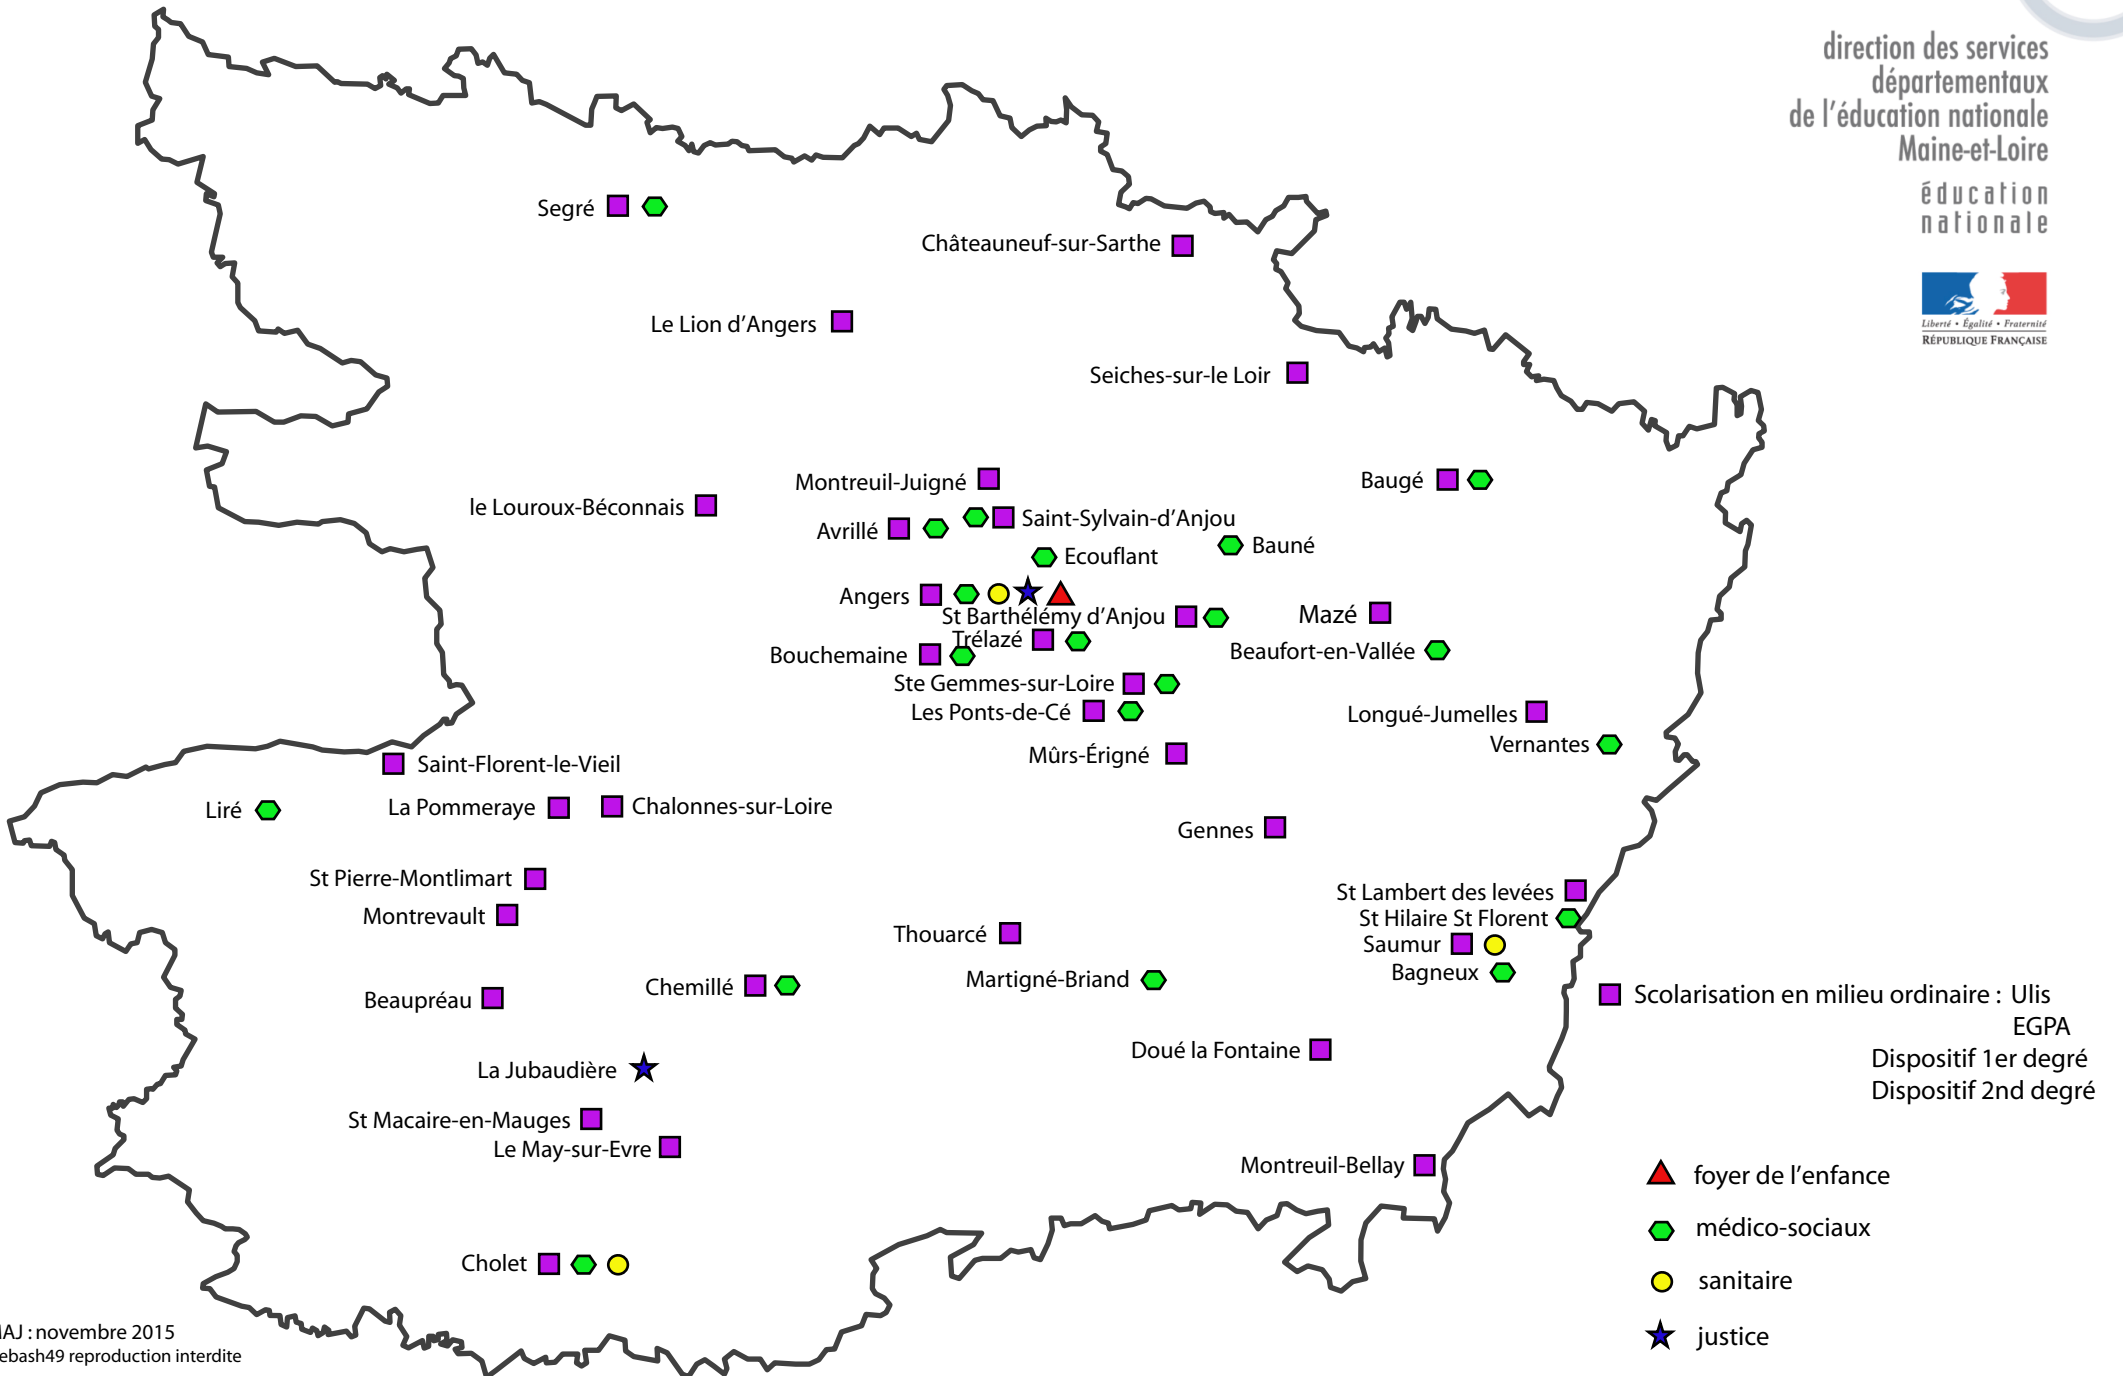 direction des services
départementaux
de l'éducation nationale
Maine-et-Loire
éducation
nationale
Liberté • Égalité • Fraternité
RÉPUBLIQUE FRANÇAISE
Segré
Châteauneuf-sur-Sarthe
Le Lion d'Angers
Seiches-sur-le Loir
Montreuil-Juigné
Baugé
le Louroux-Béconnais
Avrillé
Saint-Sylvain-d'Anjou
Ecouflant
Bauné
Angers
St Barthélémy d'Anjou
Mazé
Trélazé
Bouchemaine
Beaufort-en-Vallée
Ste Gemmes-sur-Loire
Les Ponts-de-Cé
Longué-Jumelles
Vernantes
Mûrs-Érigné
Saint-Florent-le-Vieil
Liré
La Pommeraye
Chalonnes-sur-Loire
Gennes
St Pierre-Montlimart
Montrevault
St Lambert des levées
St Hilaire St Florent
Thouarcé
Saumur
Martigné-Briand
Bagneux
Chemillé
Beaupréau
Doué la Fontaine
La Jubaudière
St Macaire-en-Mauges
Le May-sur-Evre
Montreuil-Bellay
Cholet
Scolarisation en milieu ordinaire : Ulis
EGPA
Dispositif 1er degré
Dispositif 2nd degré
foyer de l'enfance
médico-sociaux
sanitaire
justice
AJ : novembre 2015
ebash49 reproduction interdite